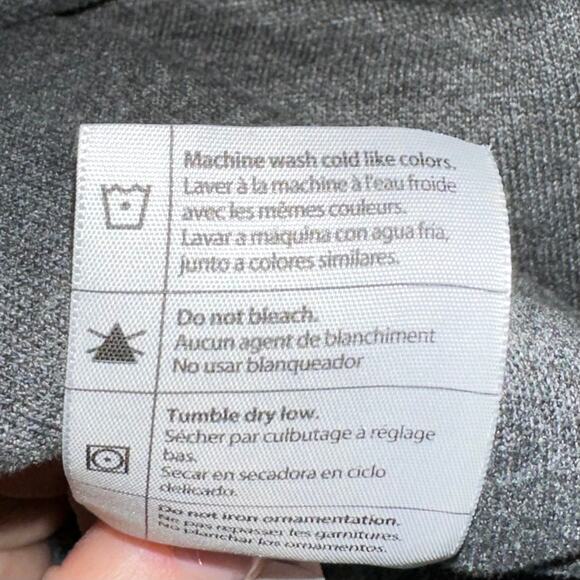 Machine wash cold like colors.
Laver à la machine à l'eau froide
avec les mêmes couleurs.
Lavar a maquina con agua fria,
junto a colores similares.
Do not bleach.
Aucun agent de blanchiment
No usar blanqueador
Tumble dry low.
Sécher par culbutage à réglage
bas.
Secar en secadora en ciclo
delicado.
Do not iron ornamentation.
Ne pas repasser les garnitures.
No planchar los ornamentos.